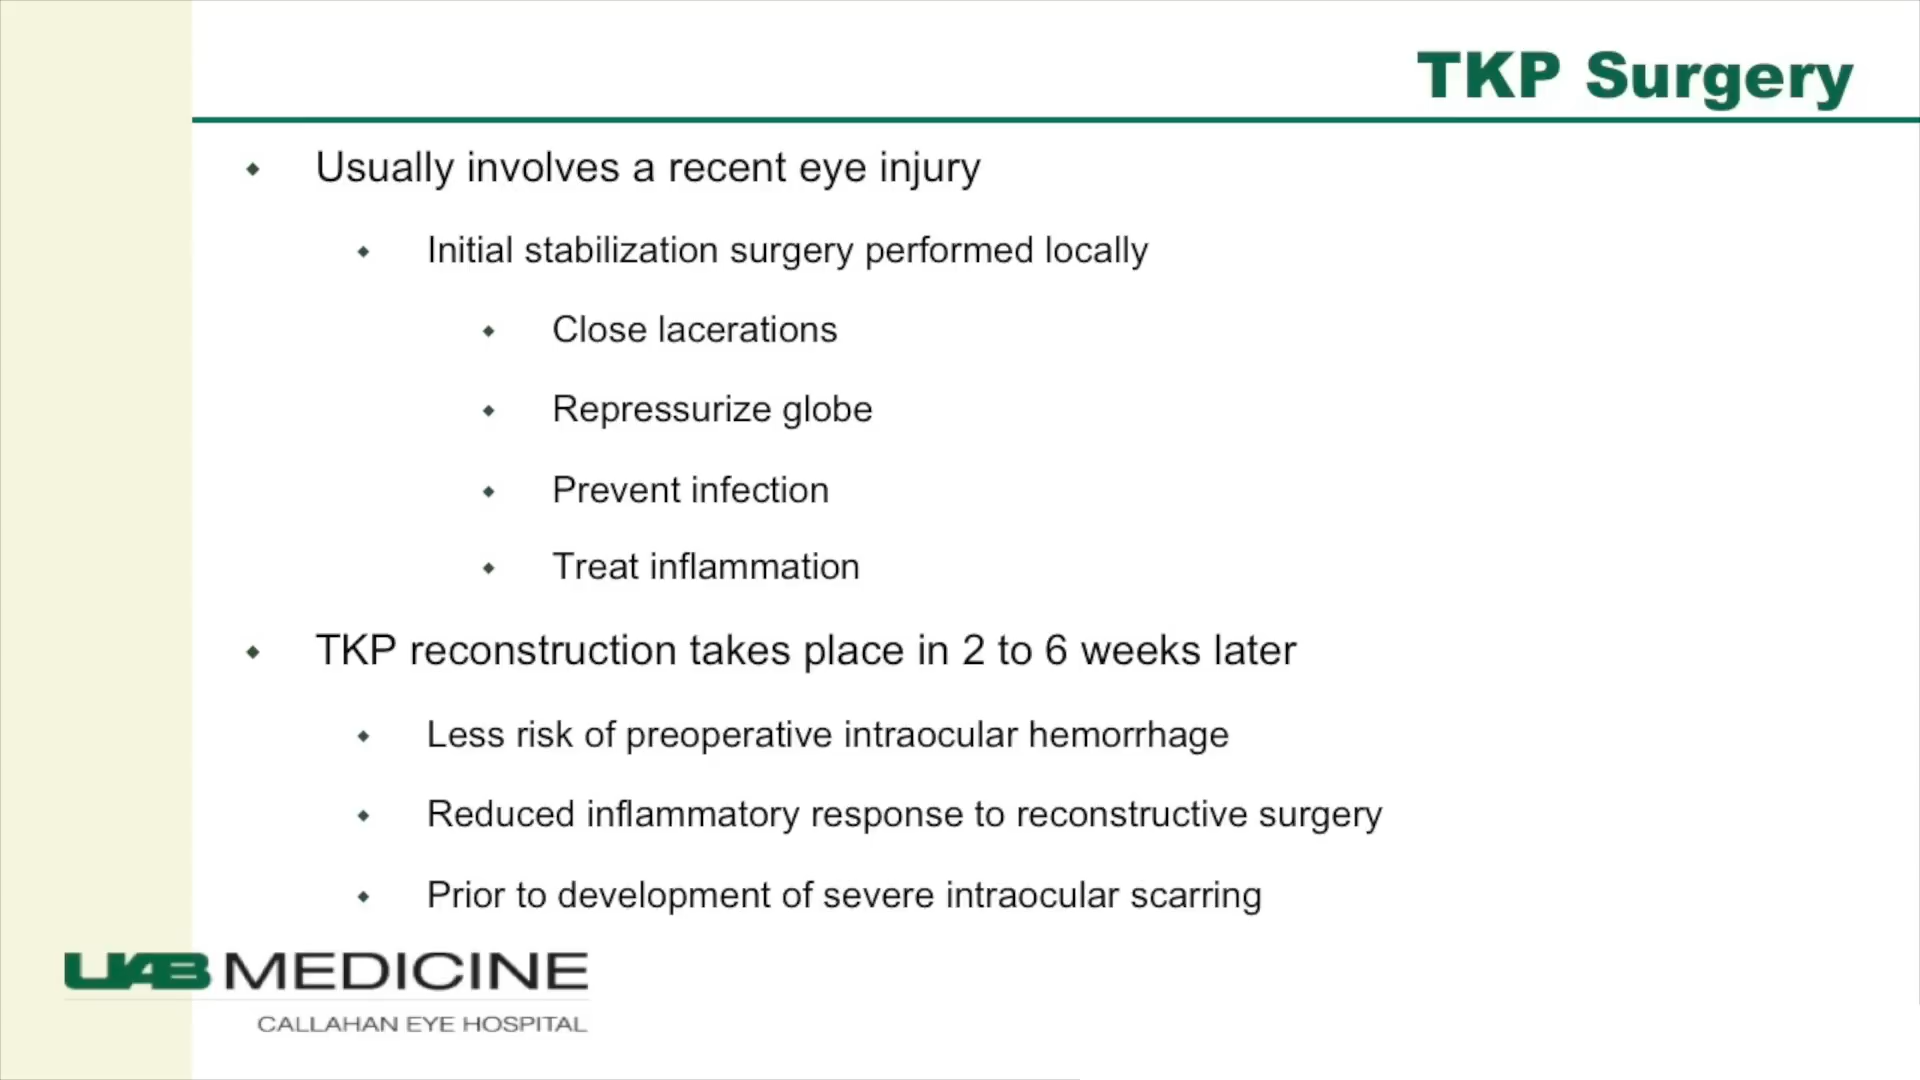 TKP Surgery
Usually involves a recent eye injury
Initial stabilization surgery performed locally
Close lacerations
Repressurize globe
Prevent infection
Treat inflammation
TKP reconstruction takes place in 2 to 6 weeks later
Less risk of preoperative intraocular hemorrhage
Reduced inflammatory response to reconstructive surgery
Prior to development of severe intraocular scarring
UAB MEDICINE
CALLAHAN EYE HOSPITAL